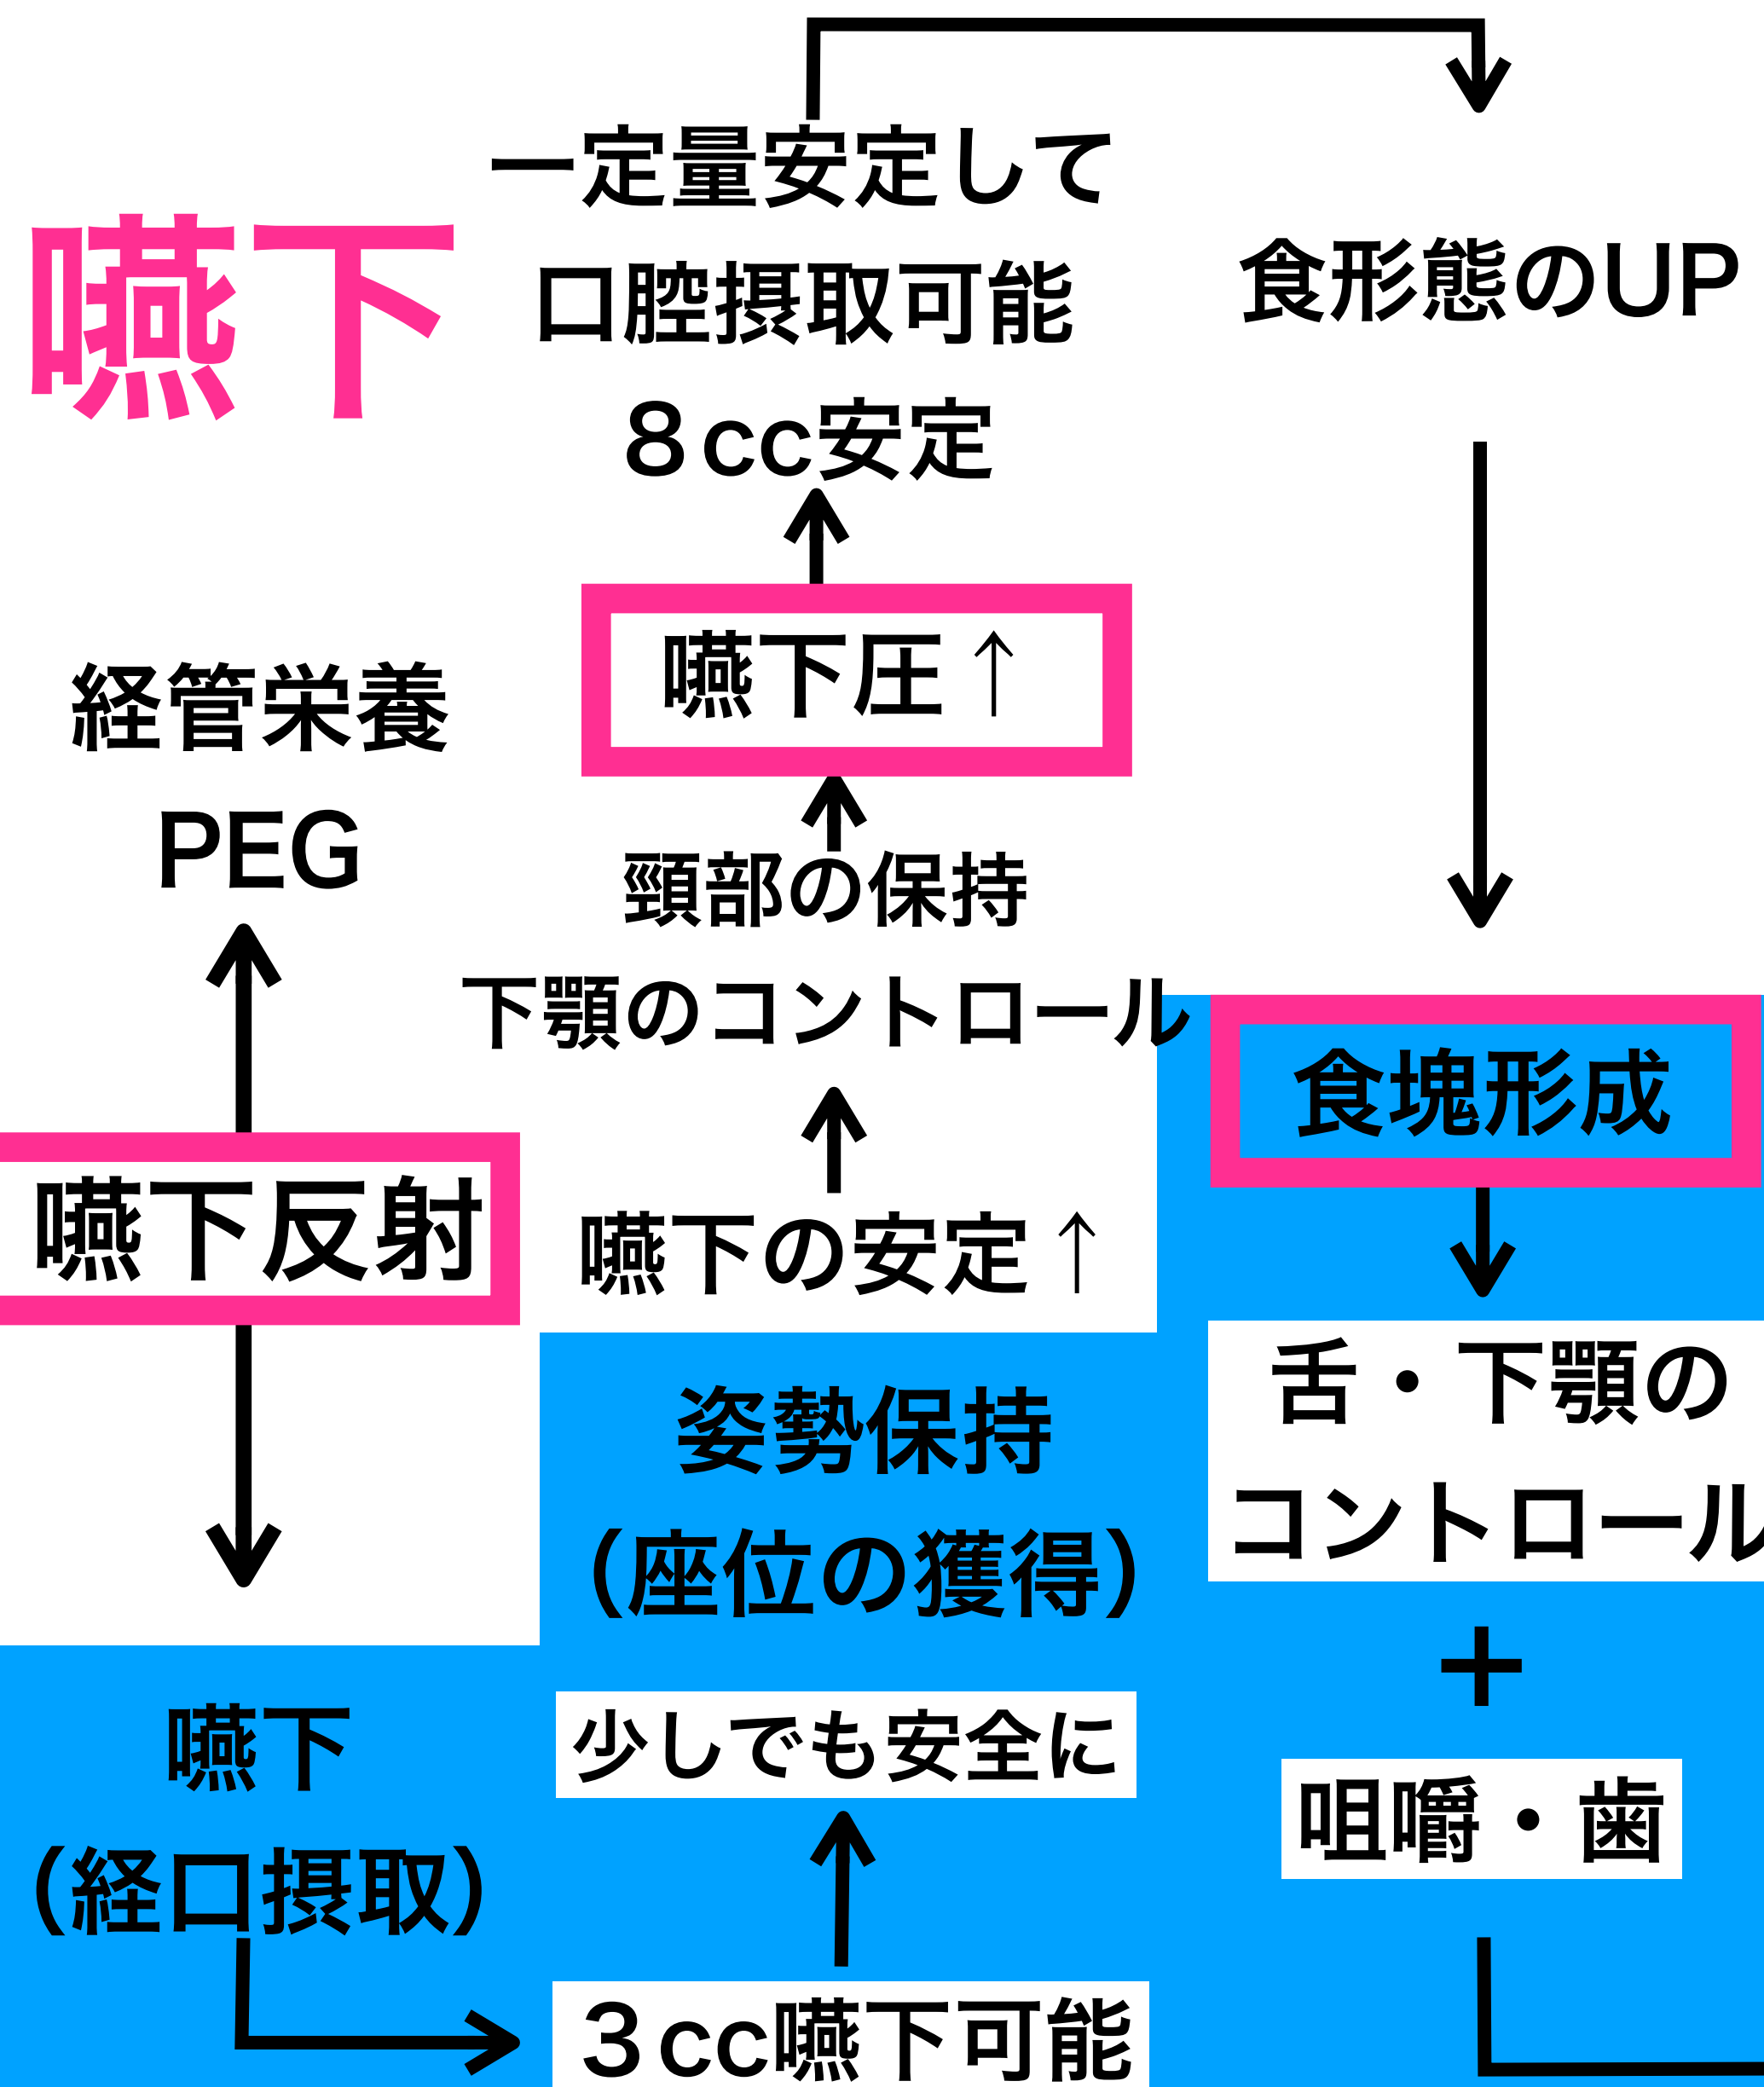 嚥下
経管栄養
PEG
嚥下反射
嚥下
（経口摂取）
一定量安定して
口腔摂取可能
８cc安定
嚥下圧↑
頸部の保持
下顎のコントロール
嚥下の安定↑
姿勢保持
（座位の獲得）
少しでも安全に
３cc嚥下可能
食形態のUP
食塊形成
舌・下顎の
コントロール
＋
咀嚼・歯